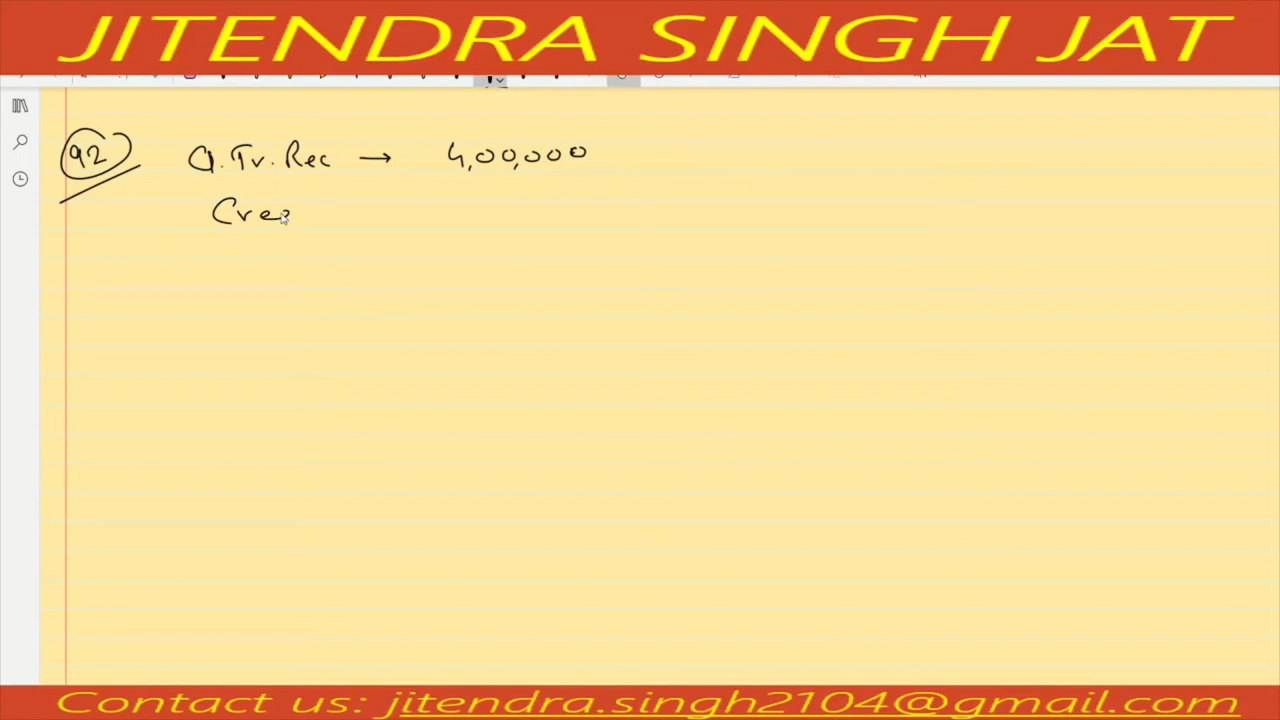 JITENDRA SINGH JAT
92 a.Tr.Rec → 4,00,000
Cre
Contact us: jitendra.singh2104@gmail.com